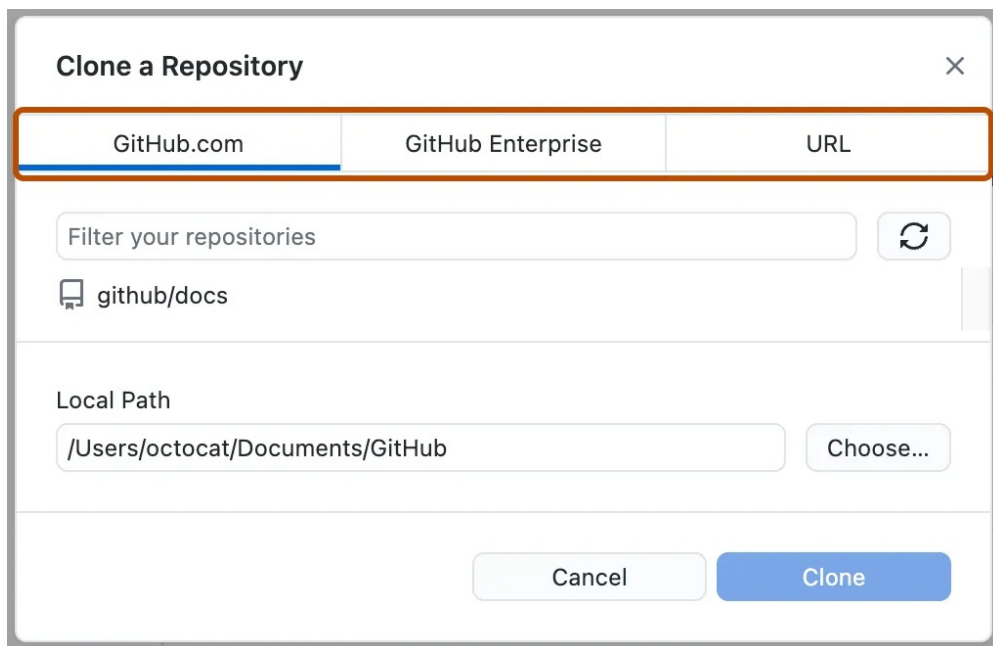 Clone a Repository
GitHub.com GitHub Enterprise URL
Filter your repositories
github/docs
Local Path
/Users/octocat/Documents/GitHub Choose...
Cancel Clone